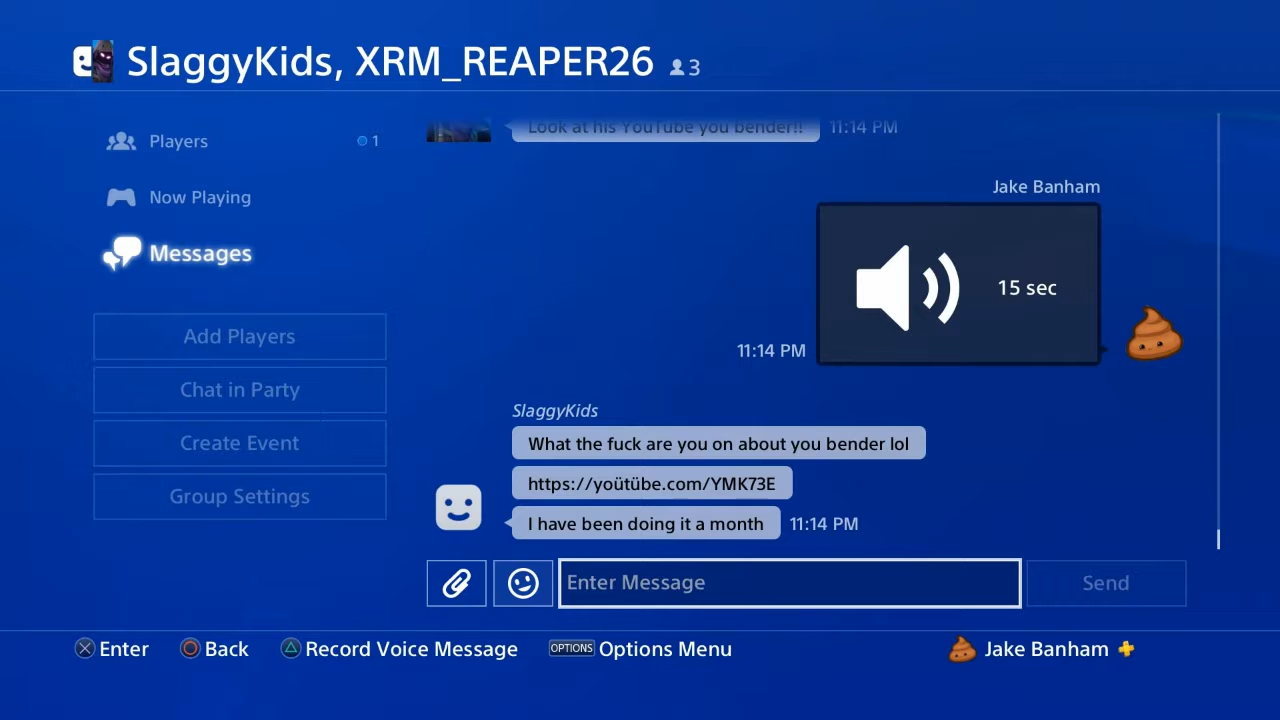 SlaggyKids, XRM_REAPER26 3
Players 1
Now Playing
Messages
Add Players
Chat in Party
Create Event
Group Settings
Look at his YouTube you bender!! 11:14 PM
Jake Banham
15 sec
11:14 PM
SlaggyKids
What the fuck are you on about you bender lol
https://yoütübe.com/YMK73E
I have been doing it a month 11:14 PM
Enter Message
Send
Enter Back Record Voice Message OPTIONS Options Menu Jake Banham